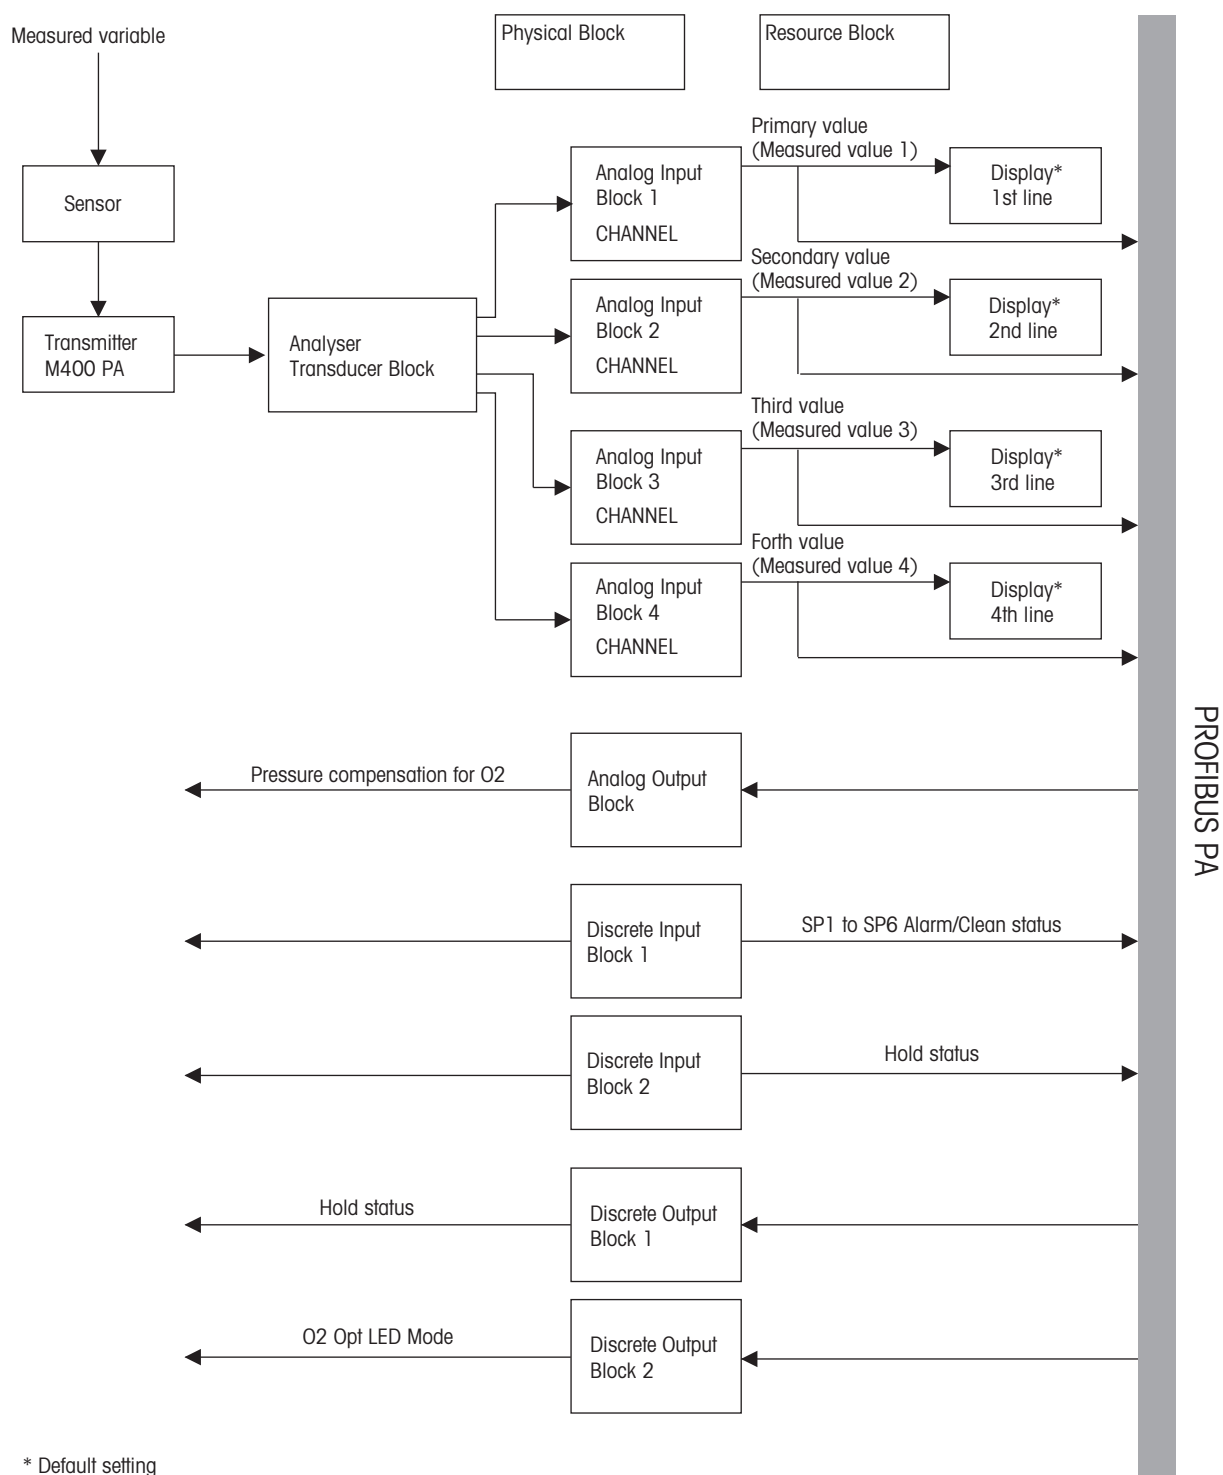 Measured variable
Physical Block
Resource Block
Sensor
Transmitter
M400 PA
Analyser
Transducer Block
Analog Input
Block 1
CHANNEL
Primary value
(Measured value 1)
Display*
1st line
Analog Input
Block 2
CHANNEL
Secondary value
(Measured value 2)
Display*
2nd line
Analog Input
Block 3
CHANNEL
Third value
(Measured value 3)
Display*
3rd line
Analog Input
Block 4
CHANNEL
Forth value
(Measured value 4)
Display*
4th line
Pressure compensation for O2
Analog Output
Block
Discrete Input
Block 1
SP1 to SP6 Alarm/Clean status
Discrete Input
Block 2
Hold status
Hold status
Discrete Output
Block 1
O2 Opt LED Mode
Discrete Output
Block 2
PROFIBUS PA
* Default setting